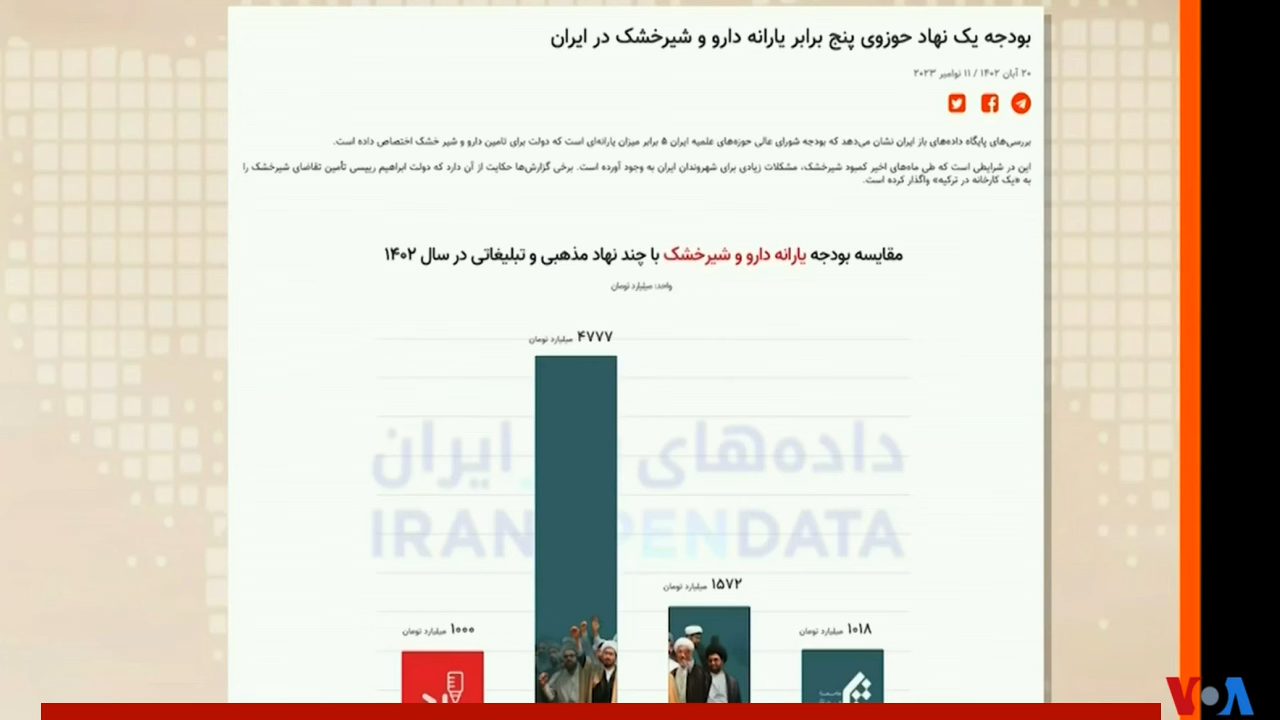 بودجه یک نهاد حوزوی پنج برابر یارانه دارو و شیرخشک در ایران
۲۰ آبان ۱۴۰۲ / ۱۱ نوامبر ۲۰۲۳
بررسی‌های پایگاه داده‌های باز ایران نشان می‌دهد که بودجه شورای عالی حوزه‌های علمیه ایران ۵ برابر میزان یارانه‌ای است که دولت برای تامین دارو و شیر خشک اختصاص داده است.
این در شرایطی است که طی ماه‌های اخیر کمبود شیرخشک، مشکلات زیادی برای شهروندان ایران به وجود آورده است. برخی گزارش‌ها حکایت از آن دارد که دولت ابراهیم رییسی تأمین تقاضای شیرخشک را
به «یک کارخانه در ترکیه» واگذار کرده است.
مقایسه بودجه یارانه دارو و شیرخشک با چند نهاد مذهبی و تبلیغاتی در سال ۱۴۰۲
واحد: میلیارد تومان
۴۷۷۷ میلیارد تومان
داده‌های ایران
IRAN PENDATA
۱۵۷۲ میلیارد تومان
۱۰۱۸ میلیارد تومان
۱۰۰۰ میلیارد تومان
VOA